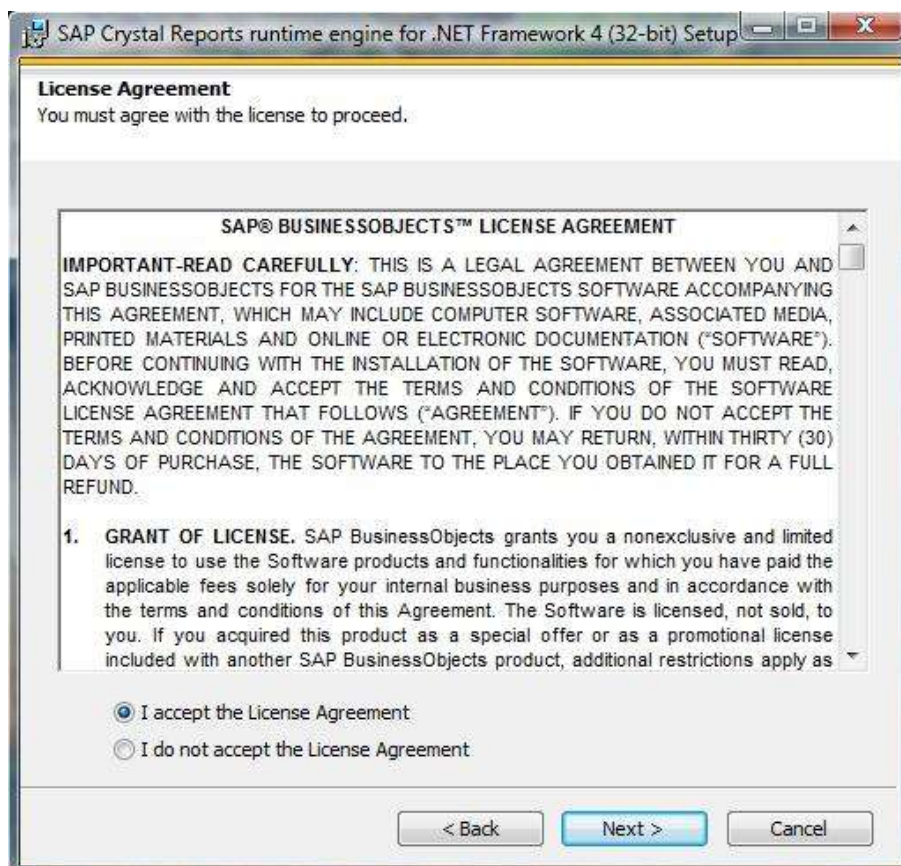 SAP Crystal Reports runtime engine for .NET Framework 4 (32-bit) Setup
License Agreement
You must agree with the license to proceed.
SAP® BUSINESSOBJECTS™ LICENSE AGREEMENT
IMPORTANT-READ CAREFULLY: THIS IS A LEGAL AGREEMENT BETWEEN YOU AND
SAP BUSINESSOBJECTS FOR THE SAP BUSINESSOBJECTS SOFTWARE ACCOMPANYING
THIS AGREEMENT, WHICH MAY INCLUDE COMPUTER SOFTWARE, ASSOCIATED MEDIA,
PRINTED MATERIALS AND ONLINE OR ELECTRONIC DOCUMENTATION (“SOFTWARE”).
BEFORE CONTINUING WITH THE INSTALLATION OF THE SOFTWARE, YOU MUST READ,
ACKNOWLEDGE AND ACCEPT THE TERMS AND CONDITIONS OF THE SOFTWARE
LICENSE AGREEMENT THAT FOLLOWS (“AGREEMENT”). IF YOU DO NOT ACCEPT THE
TERMS AND CONDITIONS OF THE AGREEMENT, YOU MAY RETURN, WITHIN THIRTY (30)
DAYS OF PURCHASE, THE SOFTWARE TO THE PLACE YOU OBTAINED IT FOR A FULL
REFUND.
1. GRANT OF LICENSE. SAP BusinessObjects grants you a nonexclusive and limited
license to use the Software products and functionalities for which you have paid the
applicable fees solely for your internal business purposes and in accordance with
the terms and conditions of this Agreement. The Software is licensed, not sold, to
you. If you acquired this product as a special offer or as a promotional license
included with another SAP BusinessObjects product, additional restrictions apply as
I accept the License Agreement
I do not accept the License Agreement
< Back
Next >
Cancel